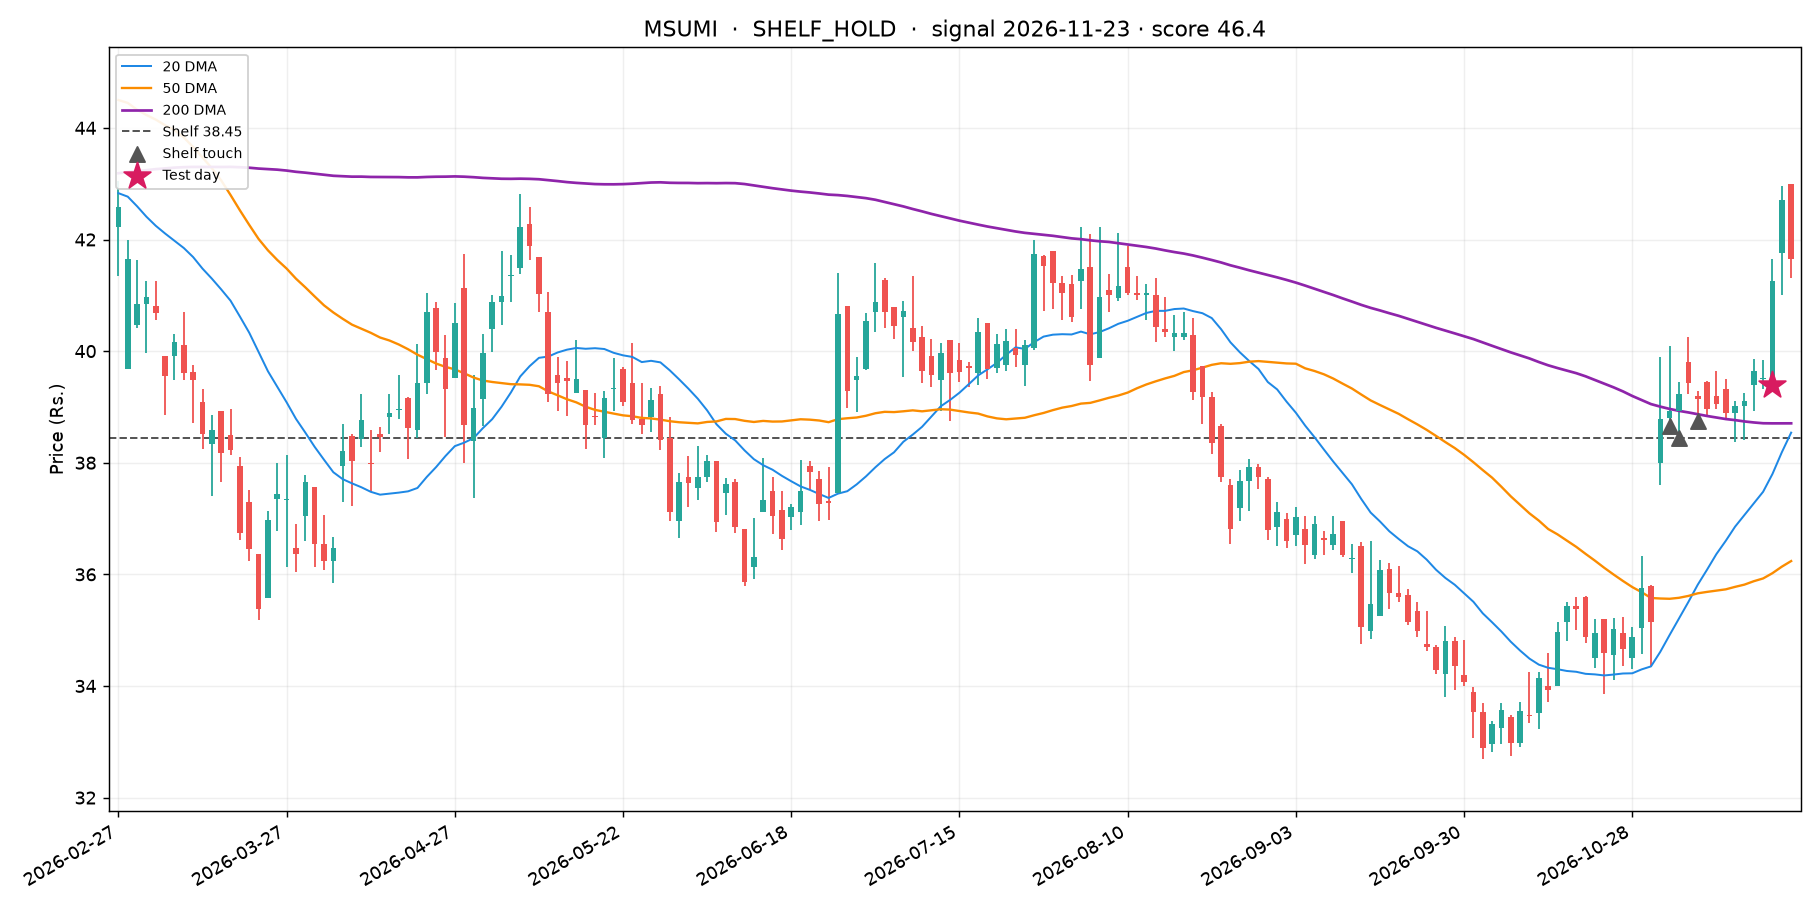 MSUMI · SHELF_HOLD · signal 2026-11-23 · score 46.4
20 DMA
50 DMA
200 DMA
Shelf 38.45
Shelf touch
Test day
Price (Rs.)
44
42
40
38
36
34
32
2026-02-27
2026-03-27
2026-04-27
2026-05-22
2026-06-18
2026-07-15
2026-08-10
2026-09-03
2026-09-30
2026-10-28